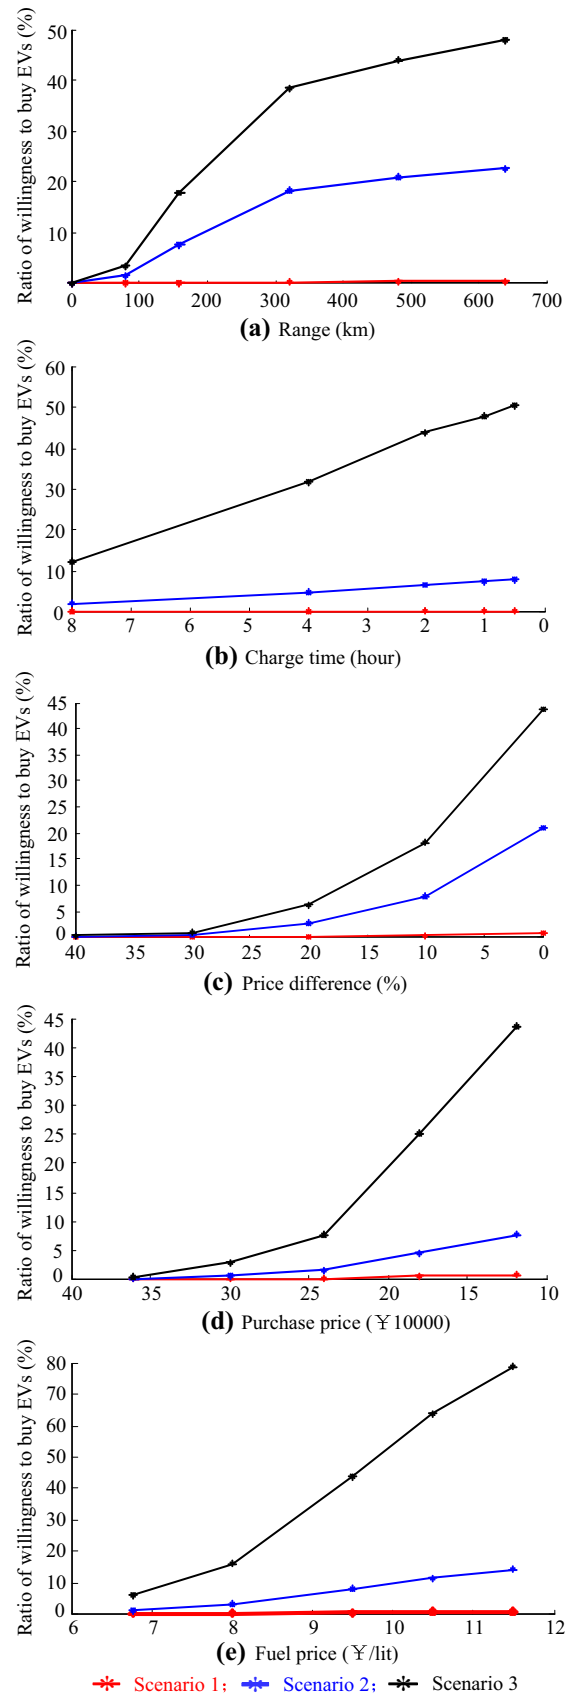 Ratio of willingness to buy EVs (%)
50
40
30
20
10
0 100 200 300 400 500 600 700
(a) Range (km)
Ratio of willingness to buy EVs (%)
60
50
40
30
20
10
0
8 7 6 5 4 3 2 1 0
(b) Charge time (hour)
Ratio of willingness to buy EVs (%)
45
35
30
25
20
15
10
5
0
40 35 30 25 20 15 10 5 0
(c) Price difference (%)
Ratio of willingness to buy EVs (%)
45
40
35
30
25
20
15
10
5
0
40 35 30 25 20 15 10
(d) Purchase price (¥10000)
Ratio of willingness to buy EVs (%)
80
70
60
50
40
30
20
10
0
6 7 8 9 10 11 12
(e) Fuel price (¥/lit)
Scenario 1; Scenario 2; Scenario 3